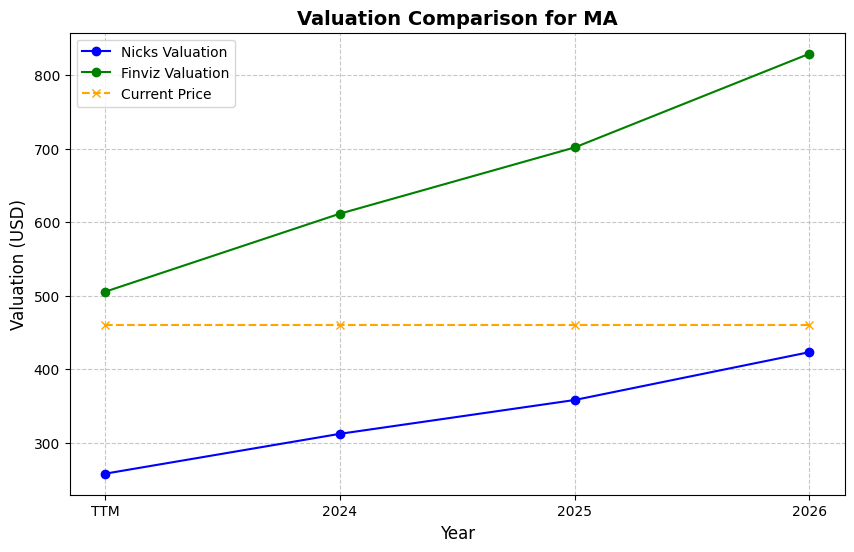 Valuation Comparison for MA
Nicks Valuation
Finviz Valuation
Current Price
Valuation (USD)
800
700
600
500
400
300
TTM 2024 2025 2026
Year